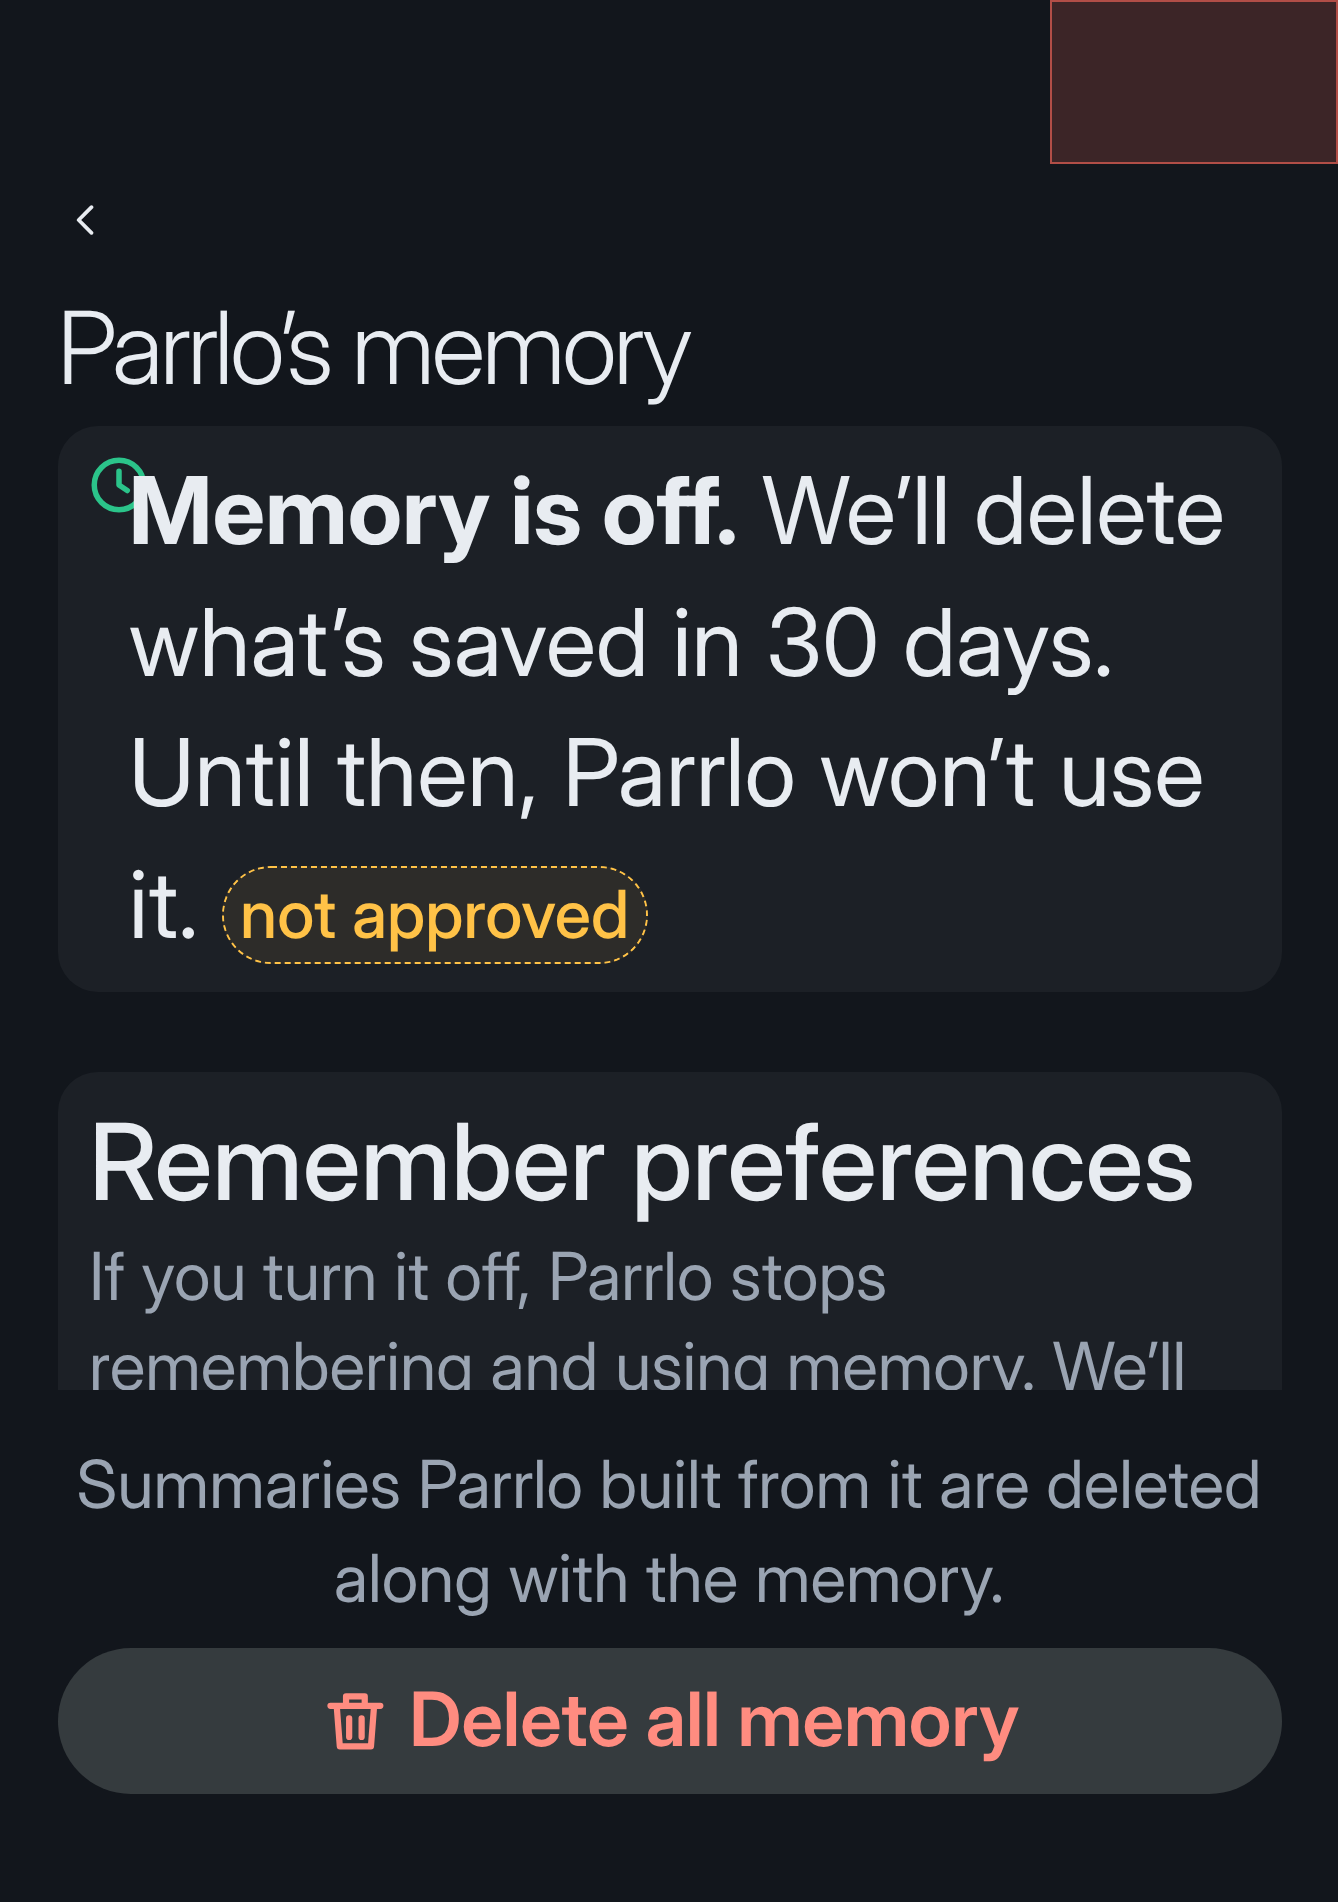 Parrlo’s memory
Memory is off. We’ll delete
what’s saved in 30 days.
Until then, Parrlo won’t use
it. not approved
Remember preferences
If you turn it off, Parrlo stops
remembering and using memory. We’ll
Summaries Parrlo built from it are deleted
along with the memory.
Delete all memory